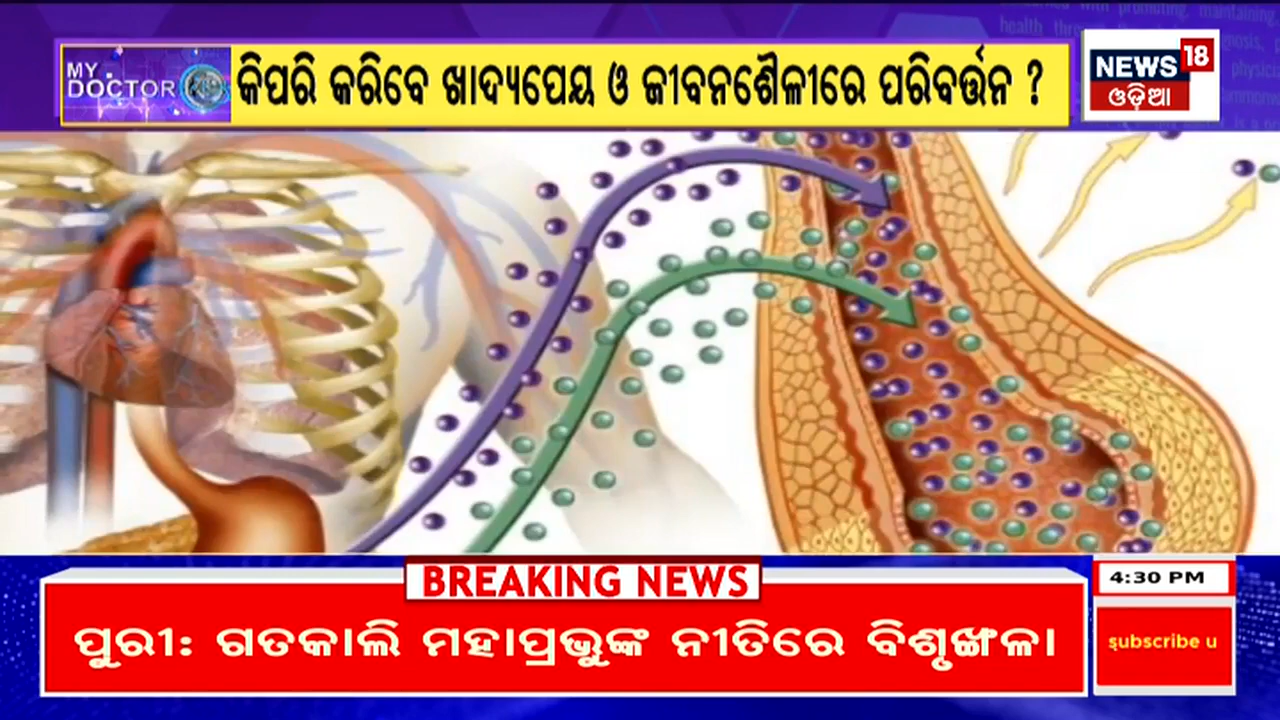 MY
DOCTOR
କିପରି କରିବେ ଖାଦ୍ୟପେୟ ଓ ଜୀବନଶୈଳୀରେ ପରିବର୍ତ୍ତନ ?
NEWS 18
ଓଡ଼ିଆ
BREAKING NEWS
ପୁରୀ: ଗତକାଲି ମହାପ୍ରଭୁଙ୍କ ନୀତିରେ ବିଶୃଙ୍ଖଳା
4:30 PM
subscribe u